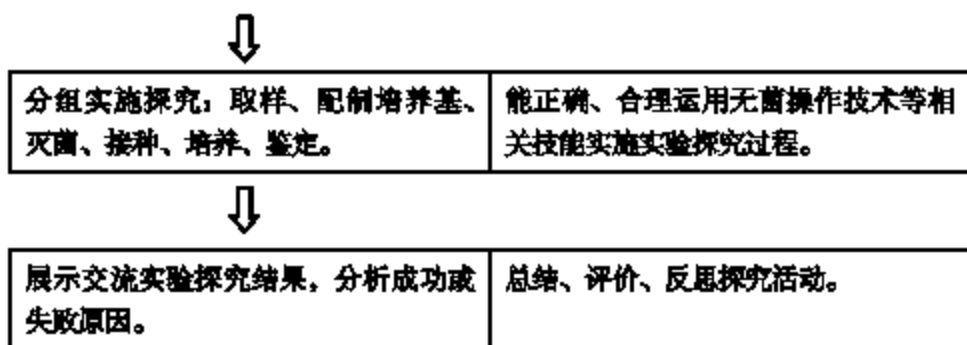 分组实施探究：取样、配制培养基、
灭菌、接种、培养、鉴定。
能正确、合理运用无菌操作技术等相
关技能实施实验探究过程。
展示交流实验探究结果，分析成功或
失败原因。
总结、评价、反思探究活动。